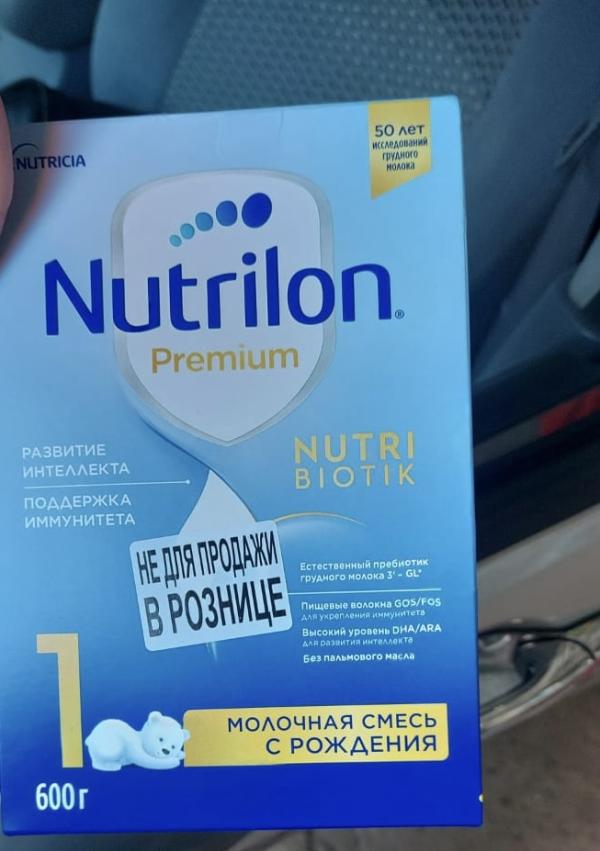 NUTRICIA
50 ЛЕТ
исследований
грудного
молока
Nutrilon®
Premium
РАЗВИТИЕ
ИНТЕЛЛЕКТА
ПОДДЕРЖКА
ИММУНИТЕТА
NUTRI
BIOTIK
НЕ ДЛЯ ПРОДАЖИ
В РОЗНИЦЕ
Естественный пребиотик
грудного молока 3' – GL*
Пищевые волокна GOS/FOS
для укрепления иммунитета
Высокий уровень DHA/ARA
для развития интеллекта
Без пальмового масла
1
МОЛОЧНАЯ СМЕСЬ
С РОЖДЕНИЯ
600 г